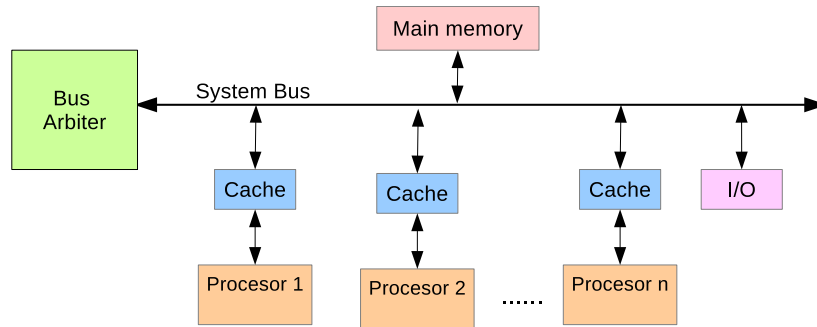 Main memory
Bus
Arbiter
System Bus
Cache
Cache
Cache
I/O
Procesor 1
Procesor 2
......
Procesor n